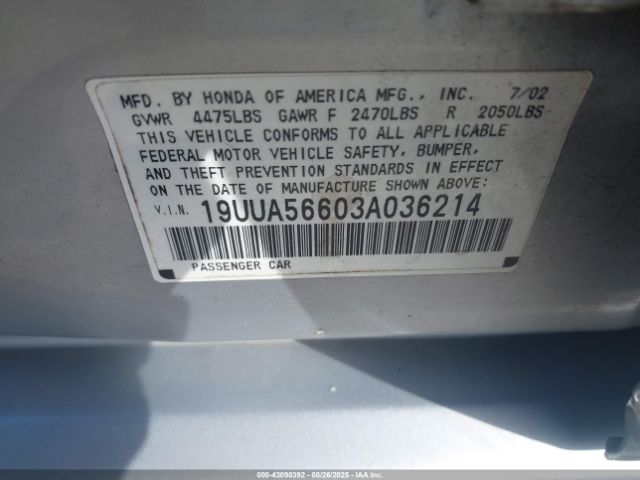 MFD. BY HONDA OF AMERICA MFG., INC. 7/02
GVWR 4475LBS GAWR F 2470LBS R 2050LBS
THIS VEHICLE CONFORMS TO ALL APPLICABLE
FEDERAL MOTOR VEHICLE SAFETY, BUMPER,
AND THEFT PREVENTION STANDARDS IN EFFECT
ON THE DATE OF MANUFACTURE SHOWN ABOVE:
V.I.N. 19UUA56603A036214
PASSENGER CAR
000-43098392 - 08/26/2025 - IAA Inc.